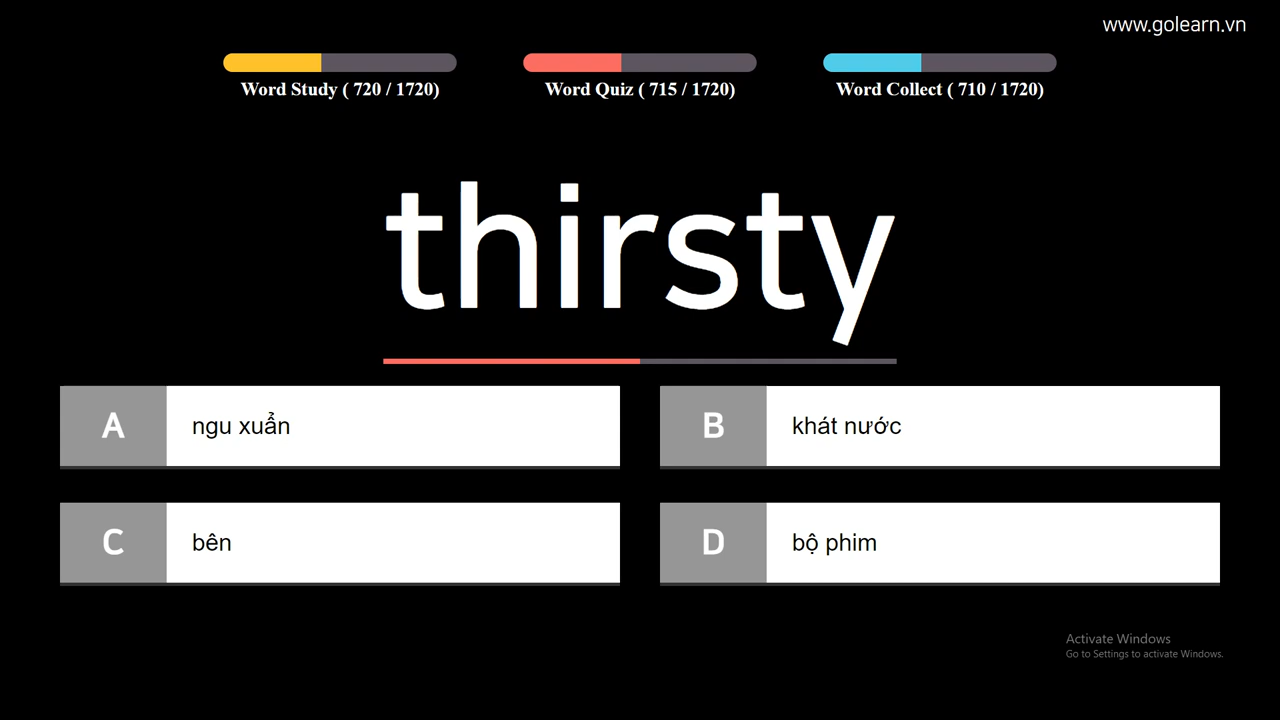 www.golearn.vn
Word Study ( 720 / 1720)
Word Quiz ( 715 / 1720)
Word Collect ( 710 / 1720)
thirsty
A ngu xuẩn
B khát nước
C bên
D bộ phim
Activate Windows
Go to Settings to activate Windows.